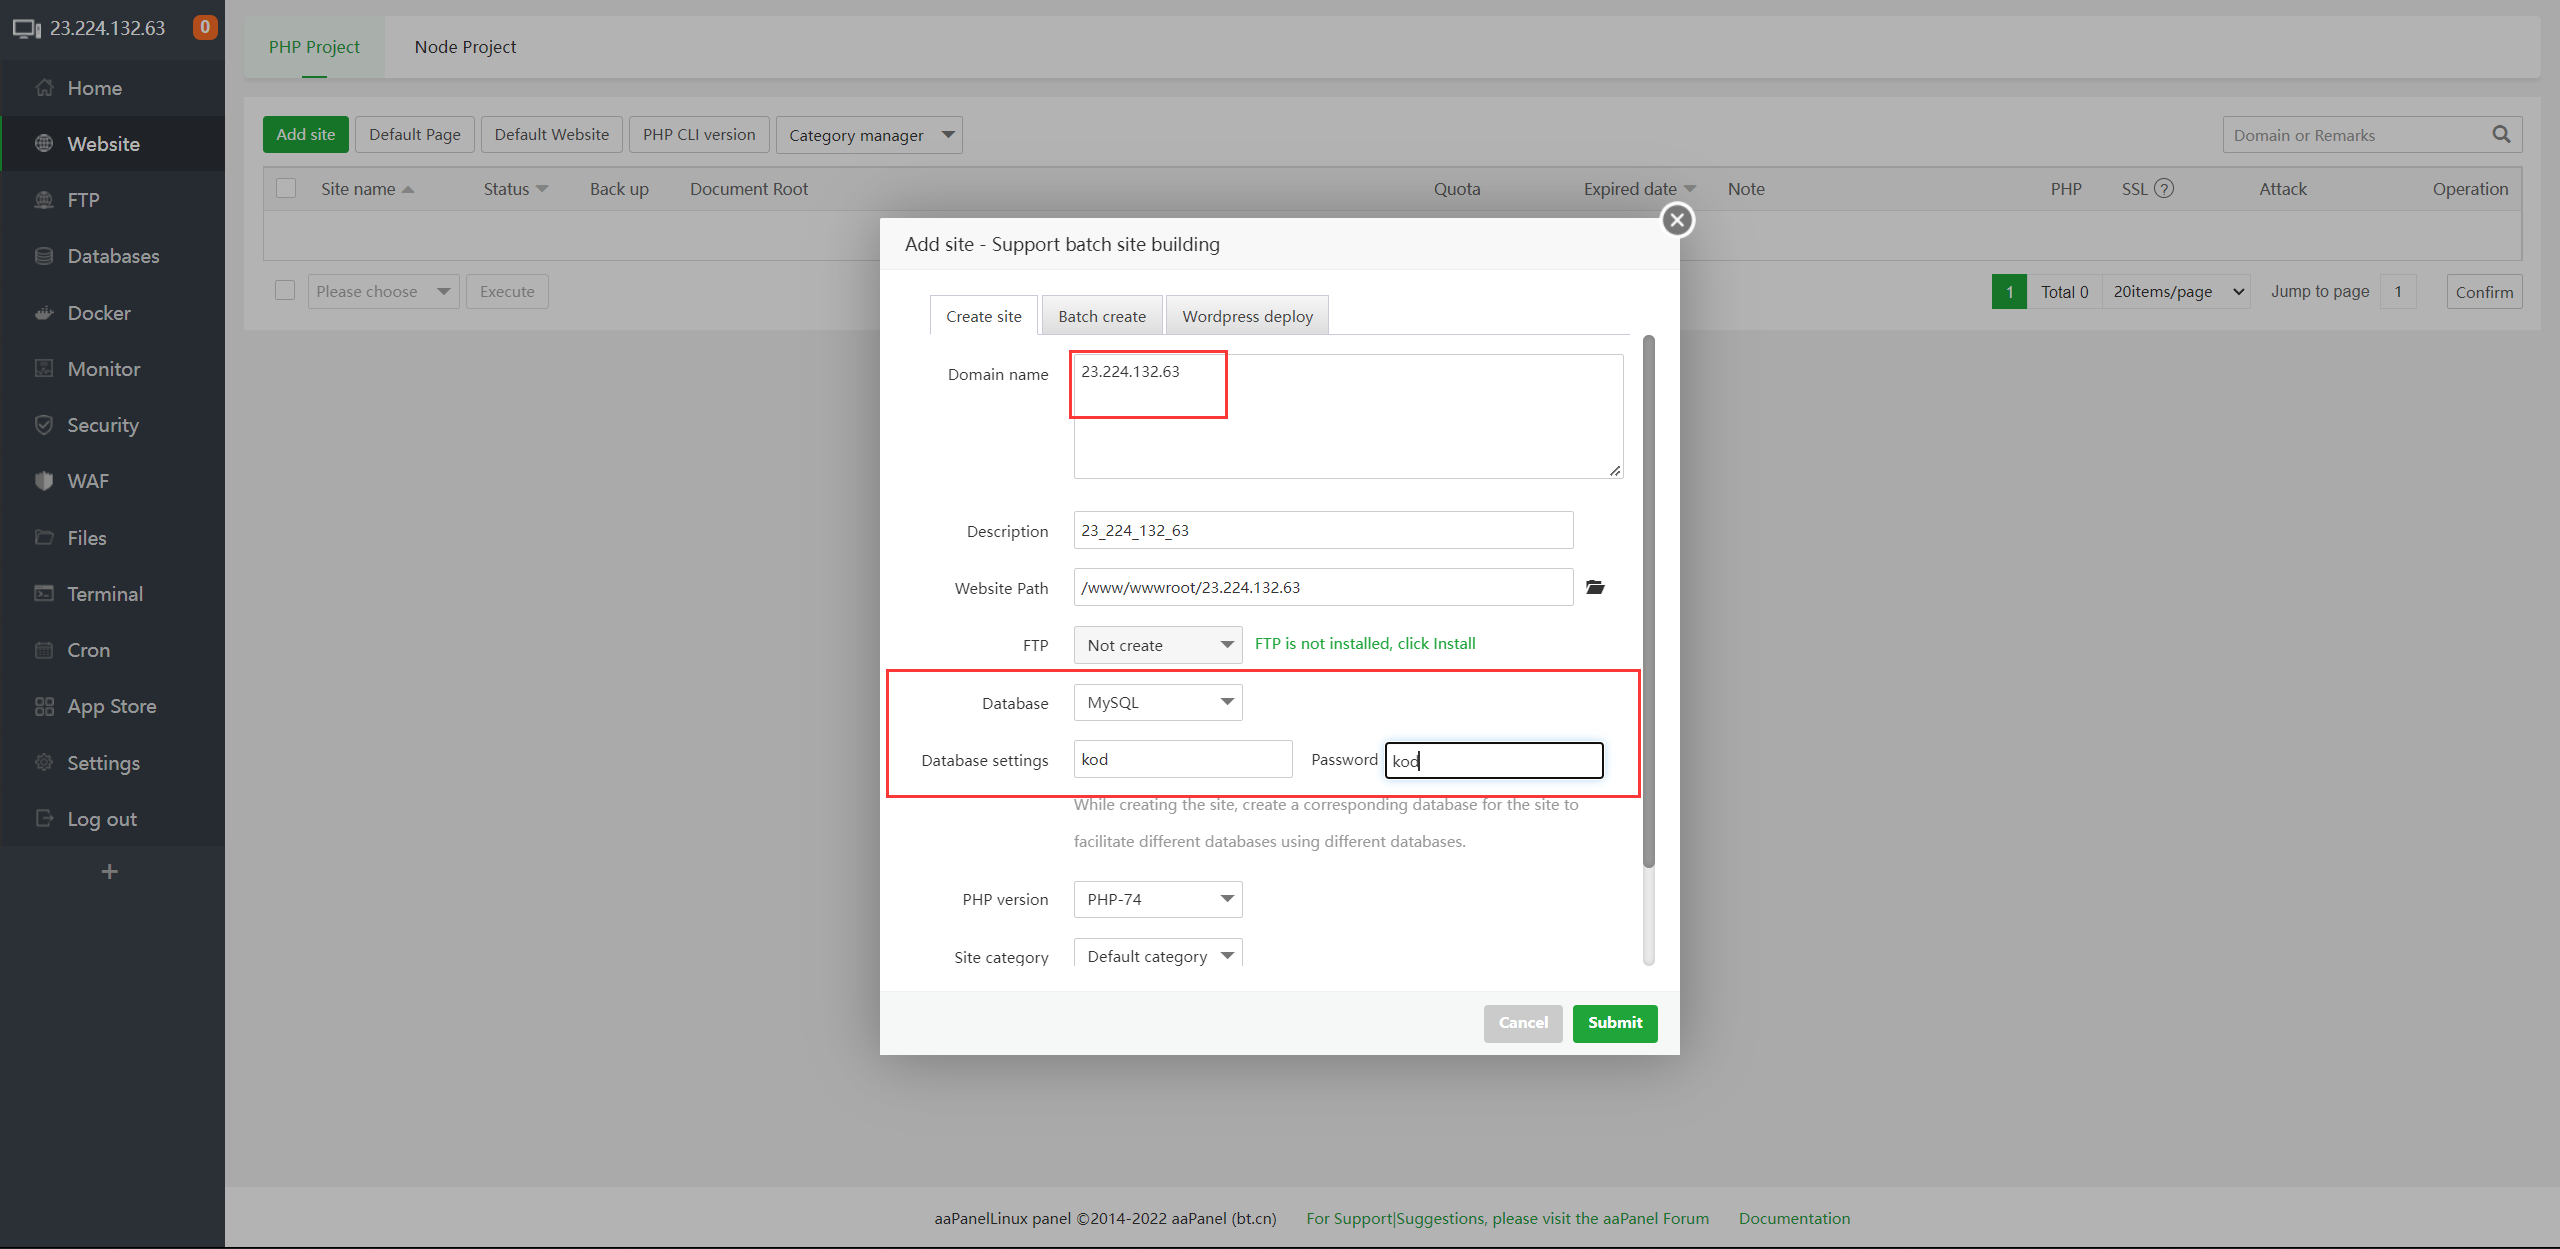 23.224.132.63
0
Home
Website
FTP
Databases
Docker
Monitor
Security
WAF
Files
Terminal
Cron
App Store
Settings
Log out
PHP Project
Node Project
Add site
Default Page
Default Website
PHP CLI version
Category manager
Domain or Remarks
Site name
Status
Back up
Document Root
Quota
Expired date
Note
PHP
SSL ?
Attack
Operation
Please choose
Execute
1
Total 0
20items/page
Jump to page
1
Confirm
Add site - Support batch site building
Create site
Batch create
Wordpress deploy
Domain name
23.224.132.63
Description
23_224_132_63
Website Path
/www/wwwroot/23.224.132.63
FTP
Not create
FTP is not installed, click Install
Database
MySQL
Database settings
kod
Password
kod
While creating the site, create a corresponding database for the site to
facilitate different databases using different databases.
PHP version
PHP-74
Site category
Default category
Cancel
Submit
aaPanelLinux panel ©2014-2022 aaPanel (bt.cn)
For Support|Suggestions, please visit the aaPanel Forum
Documentation